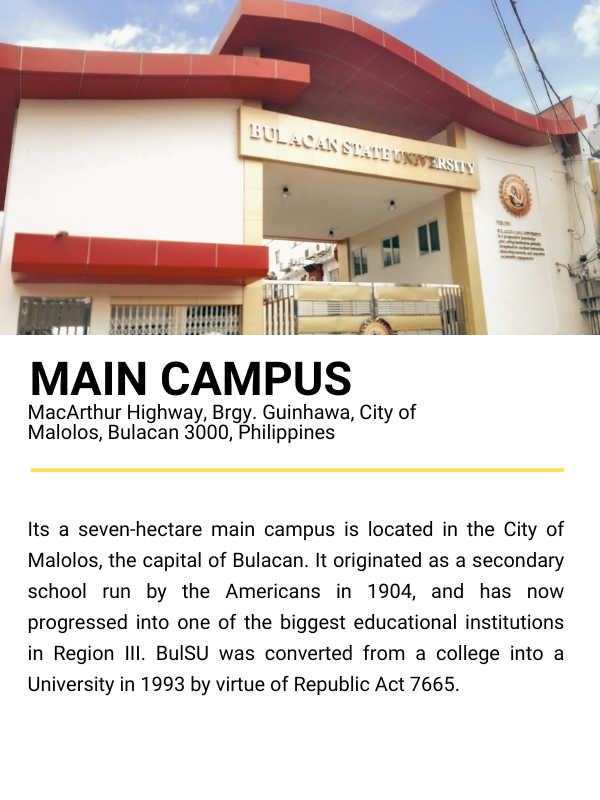 BULACAN STATE UNIVERSITY
MAIN CAMPUS
MacArthur Highway, Brgy. Guinhawa, City of
Malolos, Bulacan 3000, Philippines
Its a seven-hectare main campus is located in the City of
Malolos, the capital of Bulacan. It originated as a secondary
school run by the Americans in 1904, and has now
progressed into one of the biggest educational institutions
in Region III. BulSU was converted from a college into a
University in 1993 by virtue of Republic Act 7665.